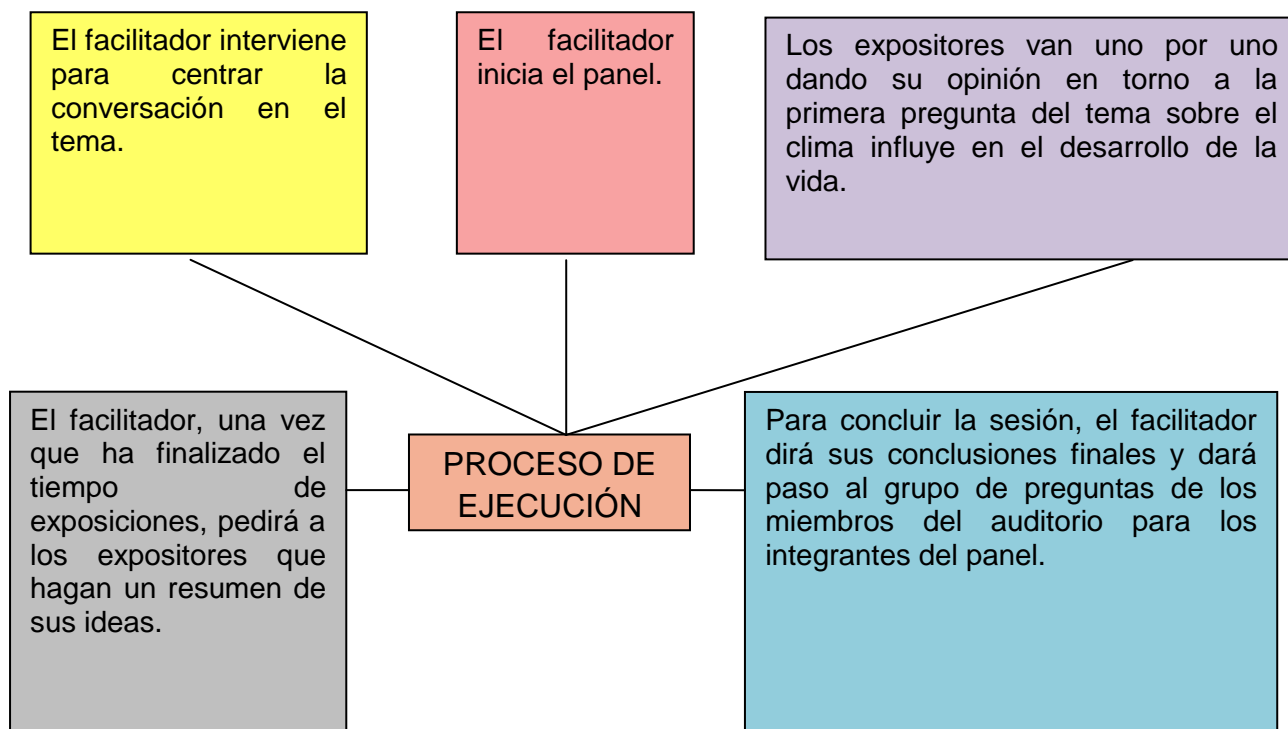 El facilitador interviene
para centrar la
conversación en el
tema.
El facilitador
inicia el panel.
Los expositores van uno por uno
dando su opinión en torno a la
primera pregunta del tema sobre el
clima influye en el desarrollo de la
vida.
El facilitador, una vez
que ha finalizado el
tiempo de
exposiciones, pedirá a
los expositores que
hagan un resumen de
sus ideas.
PROCESO DE
EJECUCIÓN
Para concluir la sesión, el facilitador
dirá sus conclusiones finales y dará
paso al grupo de preguntas de los
miembros del auditorio para los
integrantes del panel.